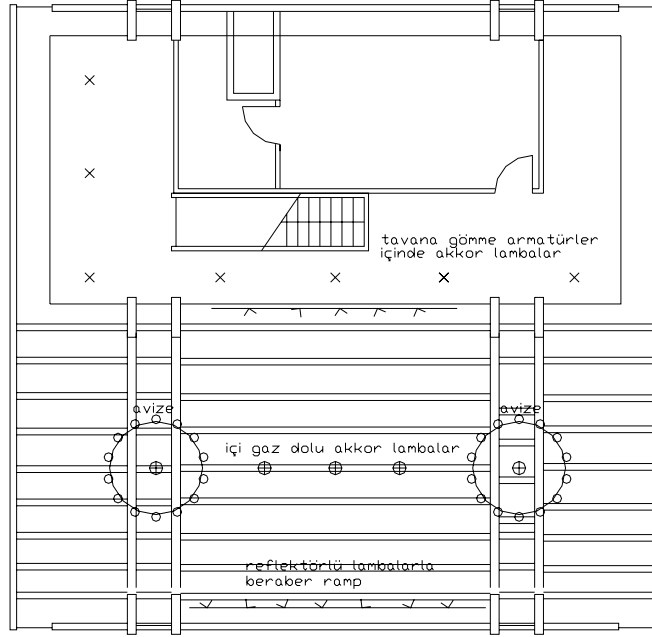 tavana gömme armatürler
içinde akkor lambalar
avize
avize
içi gaz dolu akkor lambalar
reflektörlü lambalarla
beraber ramp